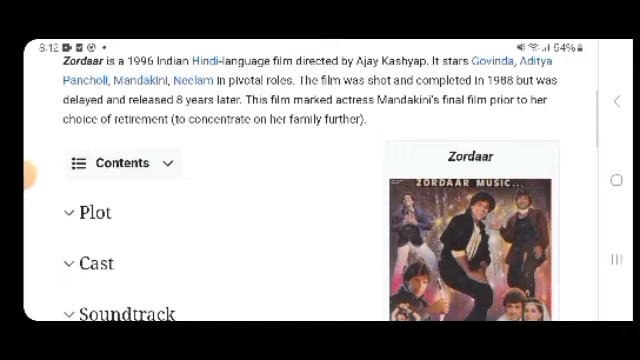 8:12
54%
Zordaar is a 1996 Indian Hindi-language film directed by Ajay Kashyap. It stars Govinda, Aditya
Pancholi, Mandakini, Neelam in pivotal roles. The film was shot and completed in 1988 but was
delayed and released 8 years later. This film marked actress Mandakini's final film prior to her
choice of retirement (to concentrate on her family further).
Contents
Zordaar
ZORDAAR MUSIC...
Plot
Cast
Soundtrack